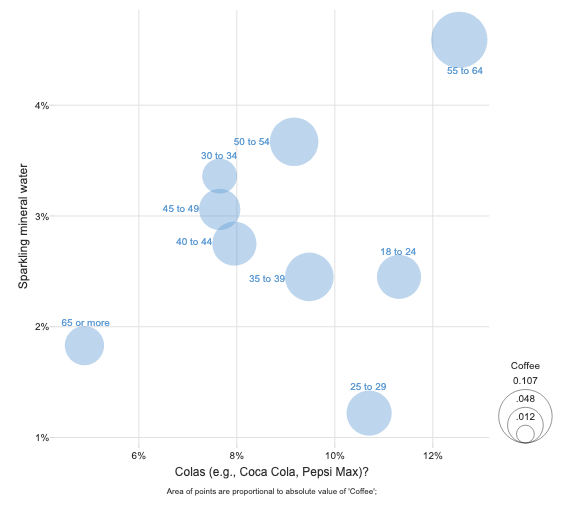 55 to 64
4%
50 to 54
30 to 34
45 to 49
3%
40 to 44
18 to 24
35 to 39
65 or more
2%
25 to 29
1%
Sparkling mineral water
6%
8%
10%
12%
Colas (e.g., Coca Cola, Pepsi Max)?
Area of points are proportional to absolute value of 'Coffee';
Coffee
0.107
.048
.012